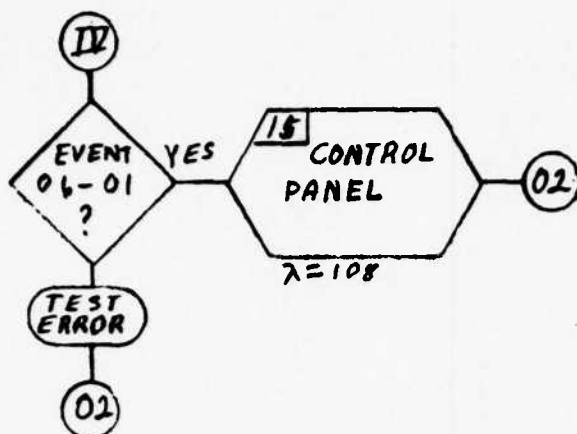 IV
EVENT
06-01
?
YES
15
CONTROL
PANEL
02
λ=108
TEST
ERROR
02